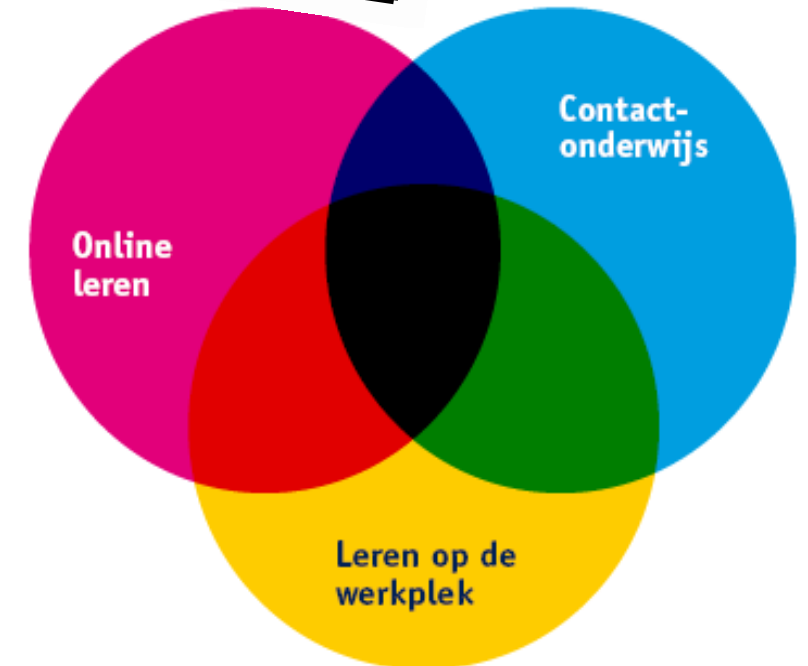 Contact-
onderwijs
Online
leren
Leren op de
werkplek